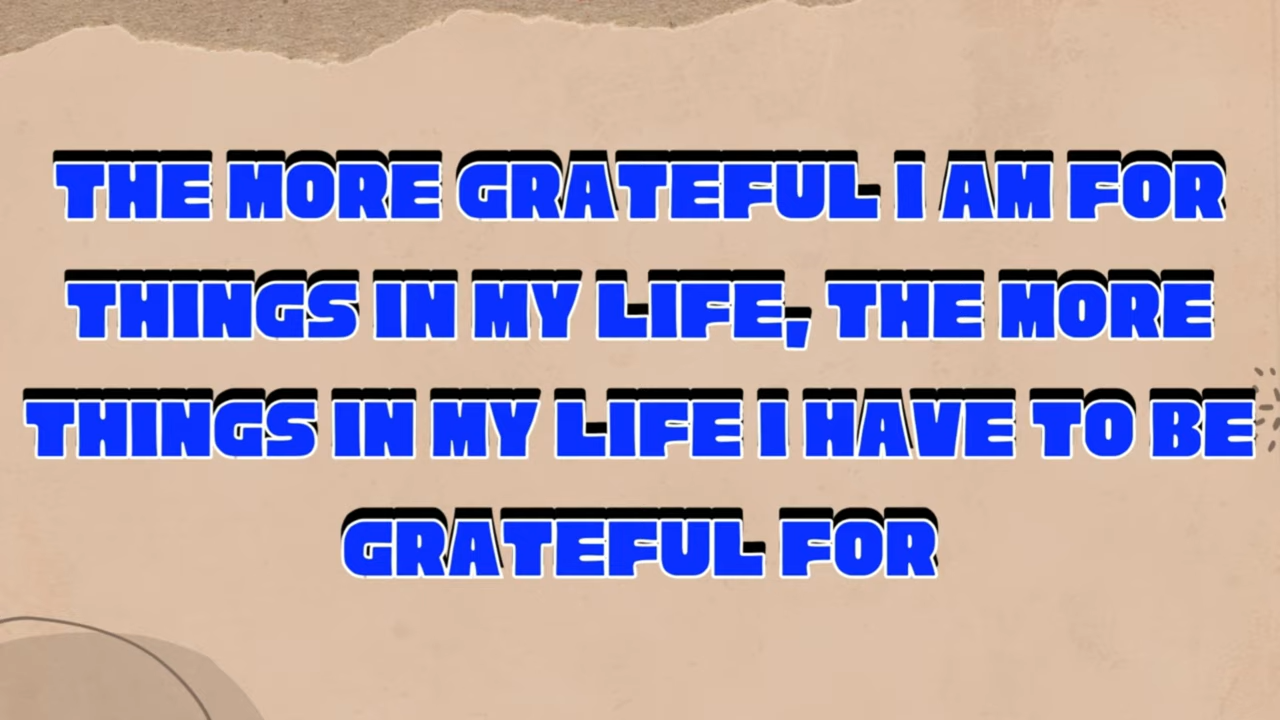 THE MORE GRATEFUL I AM FOR
THINGS IN MY LIFE, THE MORE
THINGS IN MY LIFE I HAVE TO BE
GRATEFUL FOR